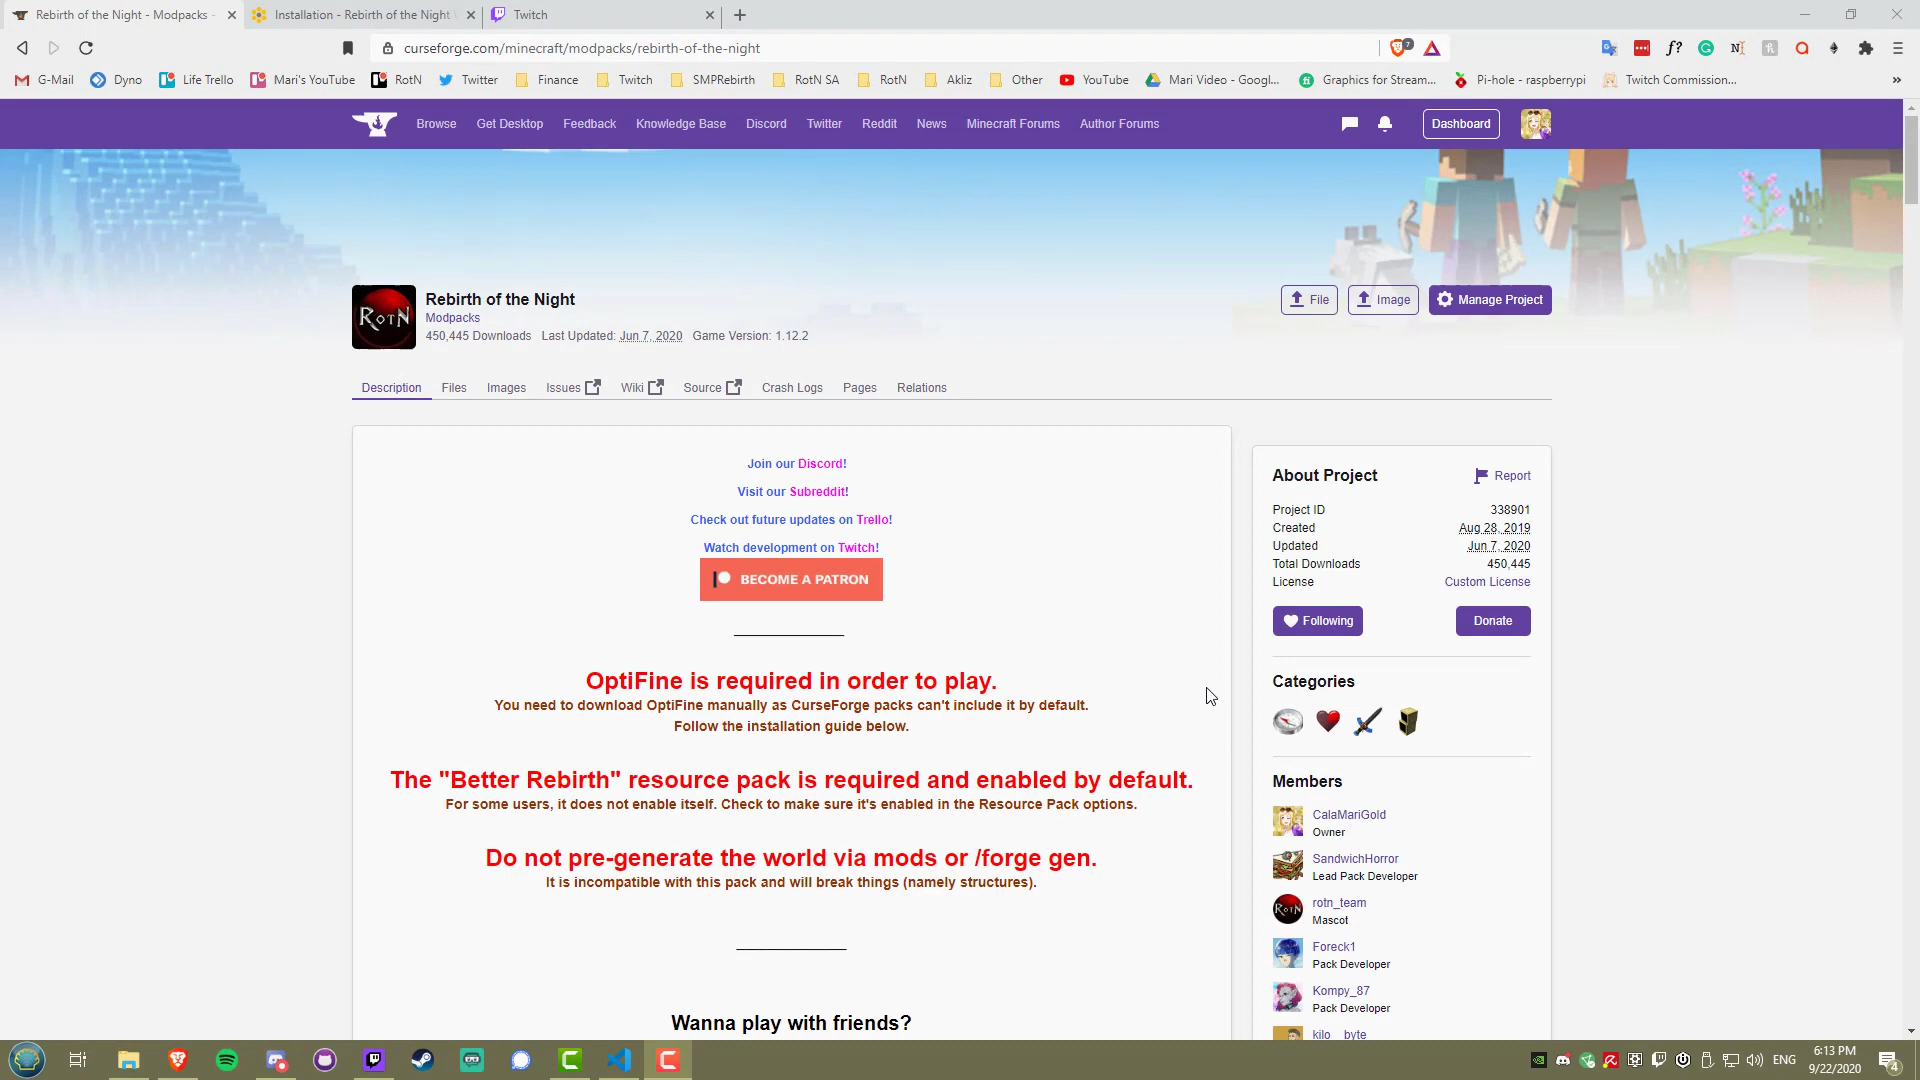 Rebirth of the Night - Modpacks -
Installation - Rebirth of the Night
Twitch
curseforge.com/minecraft/modpacks/rebirth-of-the-night
7
G-Mail
Dyno
Life Trello
Mari's YouTube
RotN
Twitter
Finance
Twitch
SMPRebirth
RotN SA
RotN
Akliz
Other
YouTube
Mari Video - Googl...
Graphics for Stream...
Pi-hole - raspberrypi
Twitch Commission...
»
Browse
Get Desktop
Feedback
Knowledge Base
Discord
Twitter
Reddit
News
Minecraft Forums
Author Forums
Dashboard
ROTN
Rebirth of the Night
Modpacks
450,445 Downloads Last Updated: Jun 7, 2020 Game Version: 1.12.2
File
Image
Manage Project
Description
Files
Images
Issues
Wiki
Source
Crash Logs
Pages
Relations
Join our Discord!
Visit our Subreddit!
Check out future updates on Trello!
Watch development on Twitch!
BECOME A PATRON
OptiFine is required in order to play.
You need to download OptiFine manually as CurseForge packs can't include it by default.
Follow the installation guide below.
The "Better Rebirth" resource pack is required and enabled by default.
For some users, it does not enable itself. Check to make sure it's enabled in the Resource Pack options.
Do not pre-generate the world via mods or /forge gen.
It is incompatible with this pack and will break things (namely structures).
Wanna play with friends?
About Project
Report
Project ID 338901
Created Aug 28, 2019
Updated Jun 7, 2020
Total Downloads 450,445
License Custom License
Following
Donate
Categories
Members
CalaMariGold
Owner
SandwichHorror
Lead Pack Developer
ROTN
rotn_team
Mascot
Foreck1
Pack Developer
Kompy_87
Pack Developer
kilo__byte
ENG
6:13 PM
9/22/2020
4